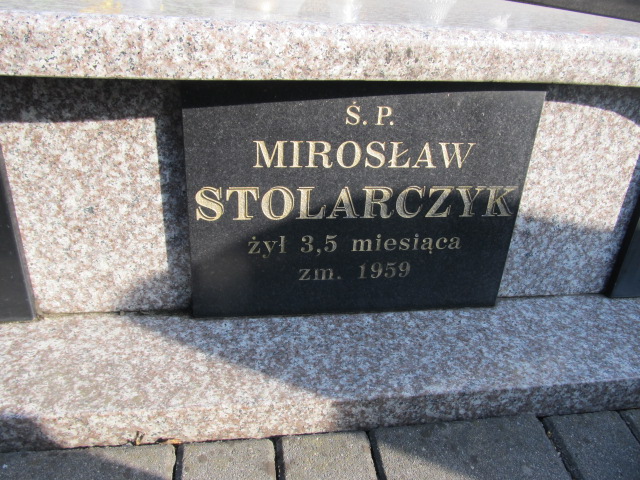 Ś. P.
MIROSŁAW
STOLARCZYK
żył 3,5 miesiąca
zm. 1959